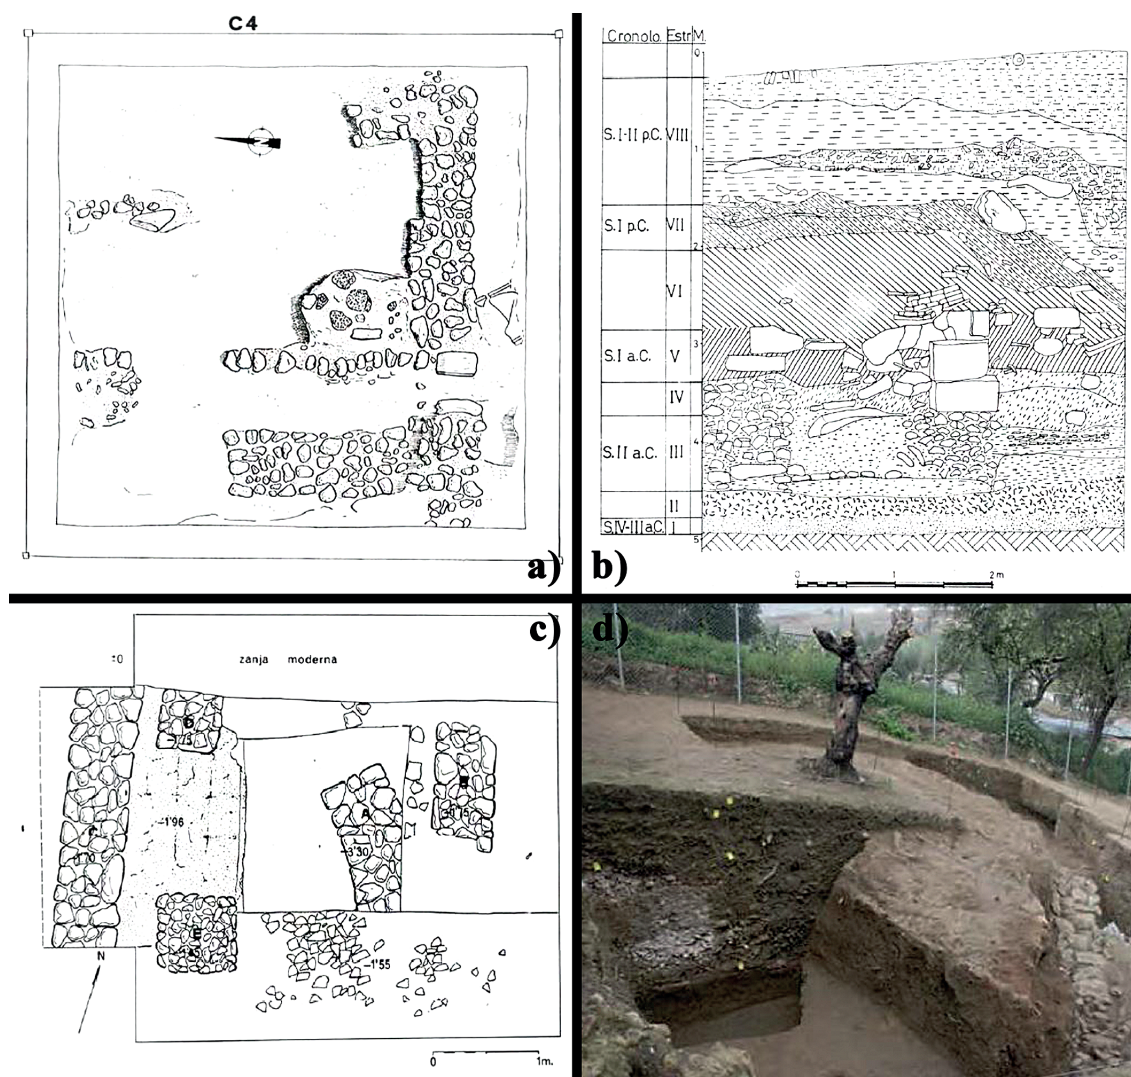 C4
a)
Cronolo. Estr M.
0
S. I-II p.C. VIII
1
S. I p.C. VII
2
VI
3
S. I a.C. V
IV
4
S. II a.C. III
II
S. IV-III a.C. I
5
b)
0 1 2 m
c)
zanja moderna
-1'96
-3'30
A
E
-1'55
N
0 1m.
d)